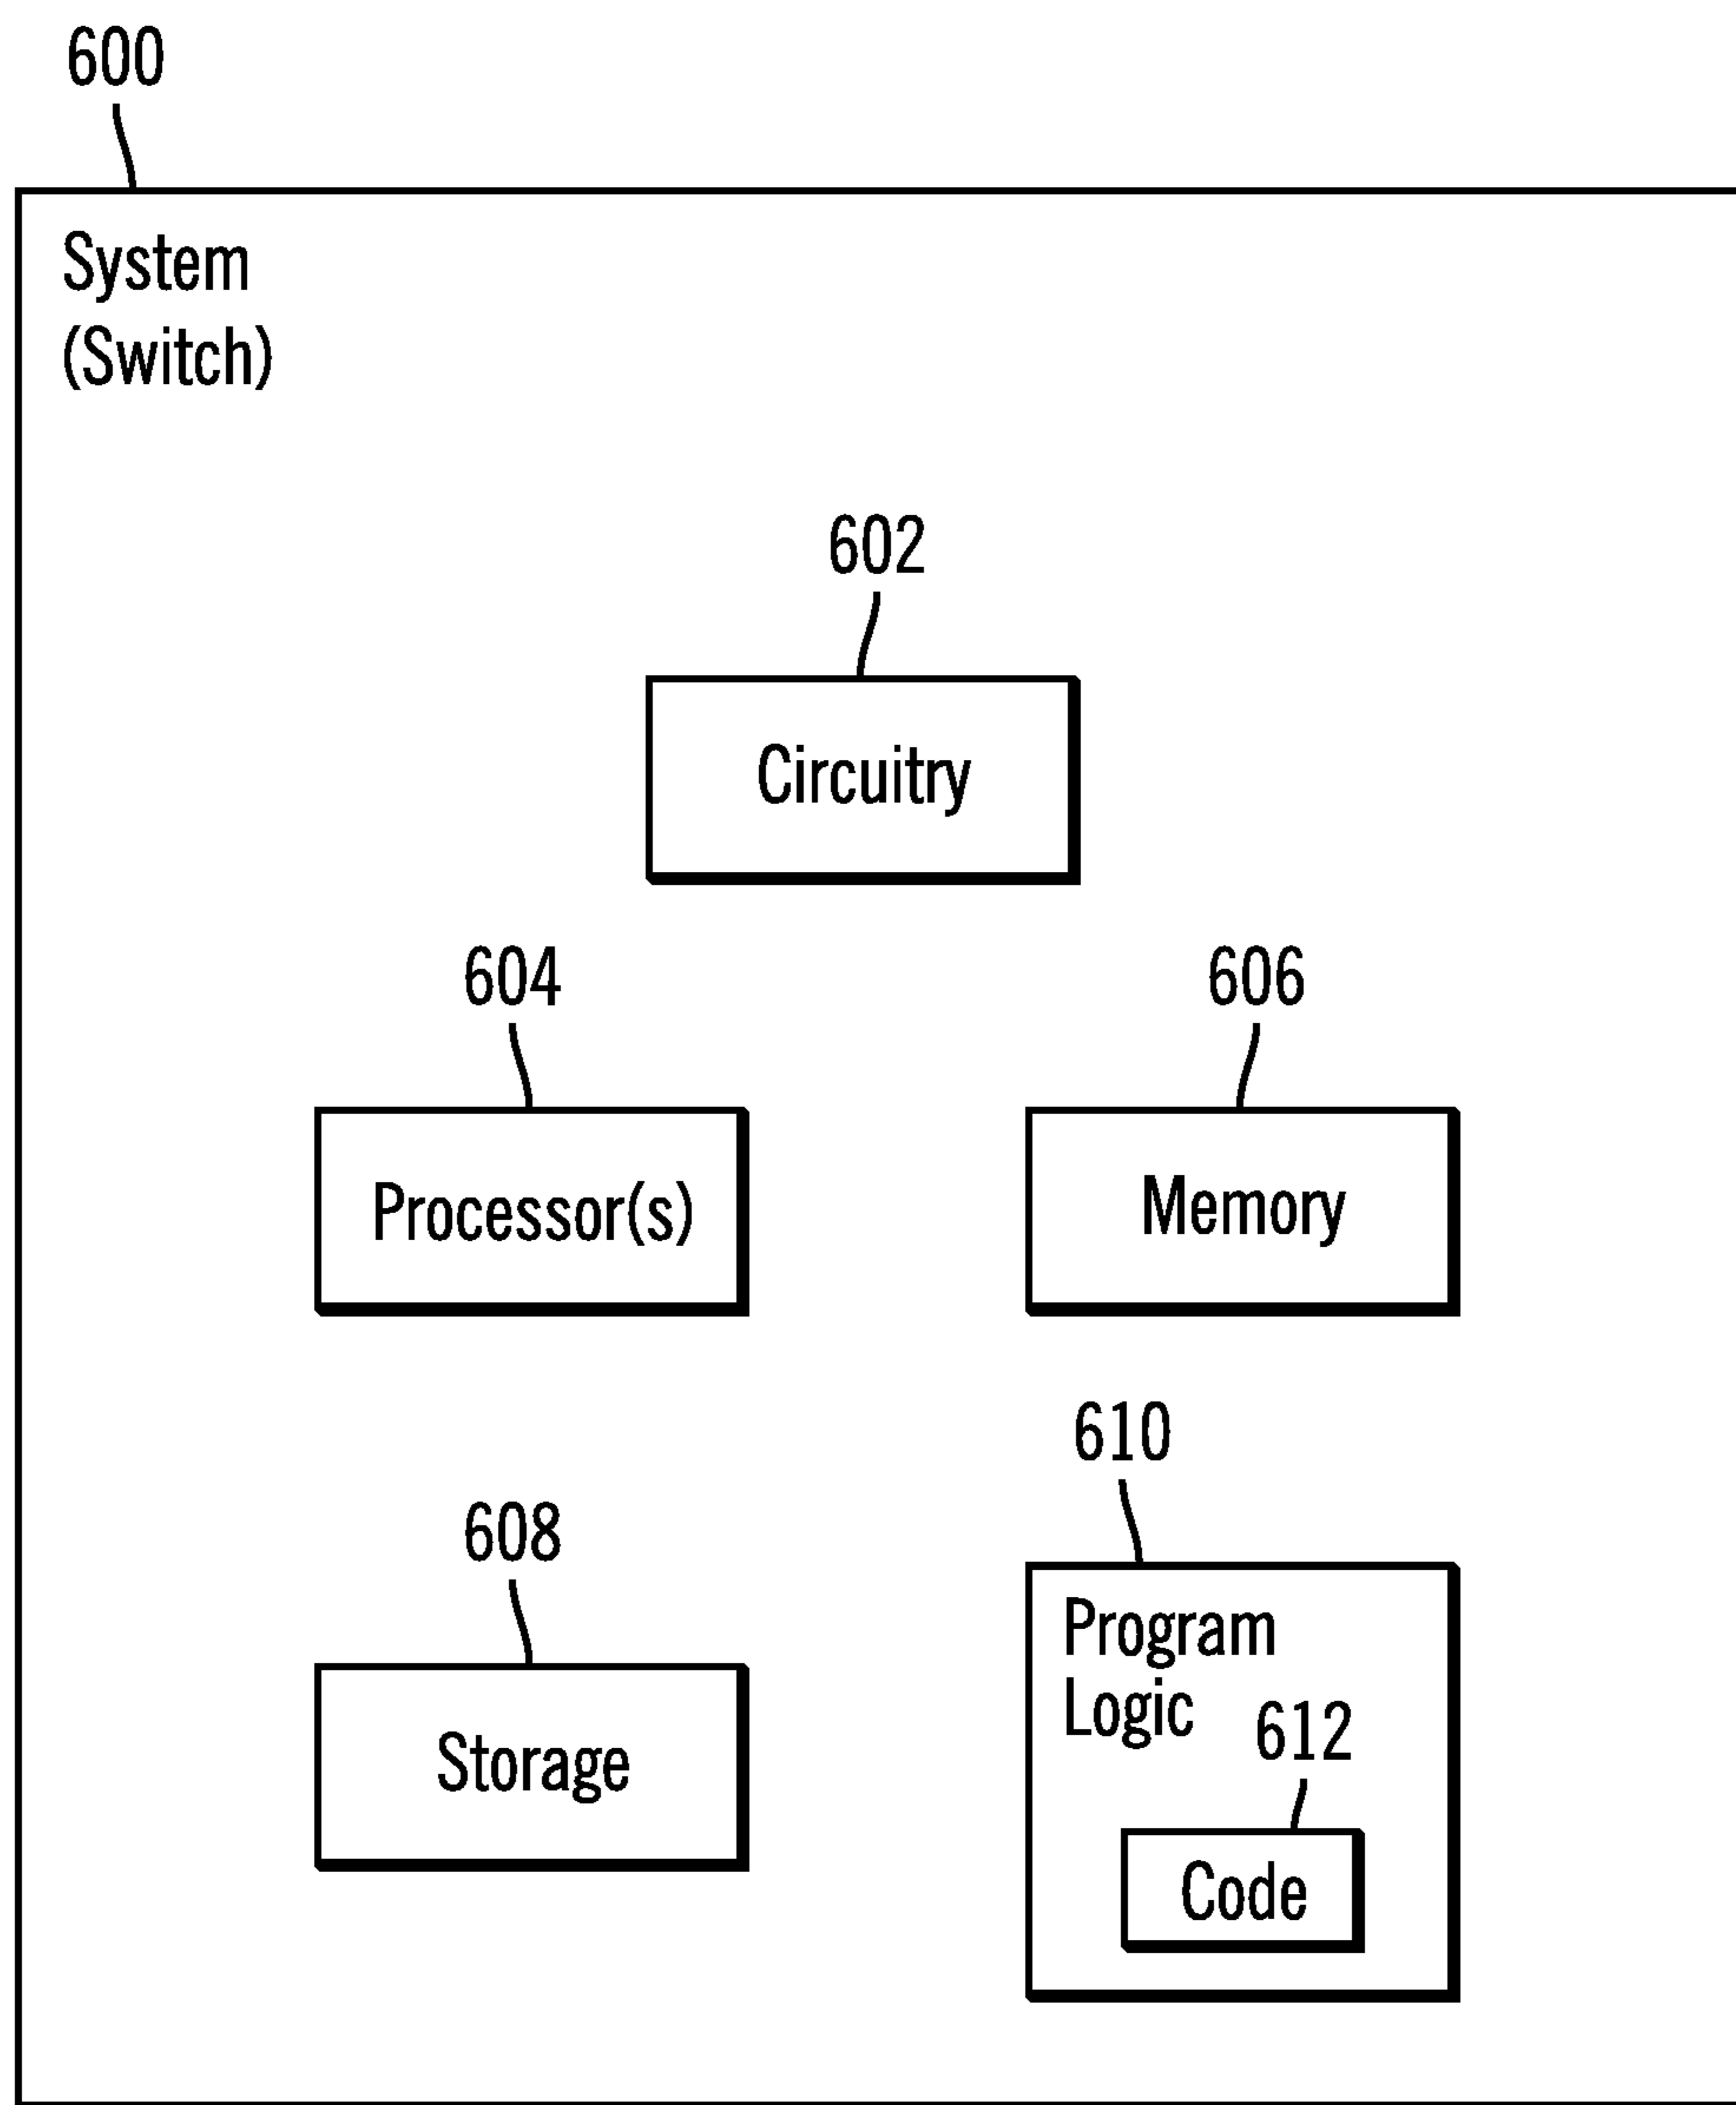 600
System
(Switch)
602
Circuitry
604
606
Processor(s)
Memory
610
608
Program
Logic
612
Storage
Code